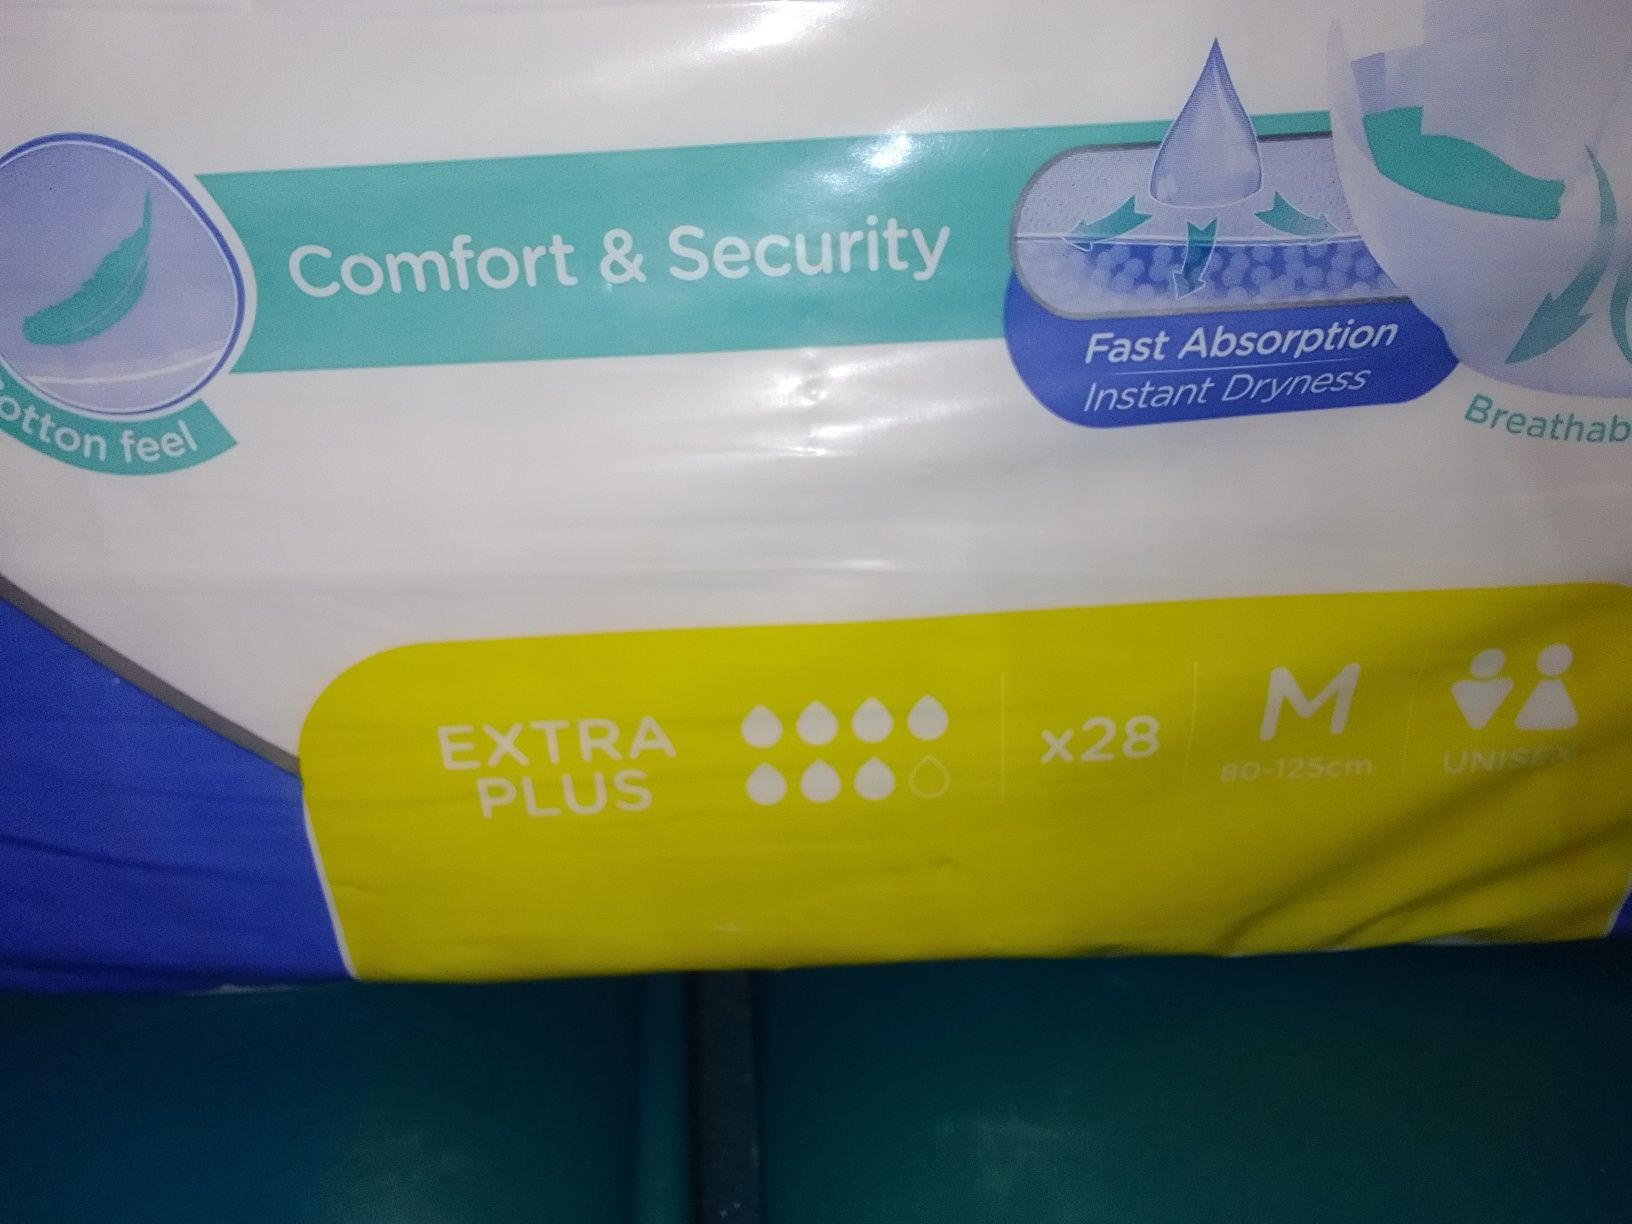 Comfort & Security
otton feel
Fast Absorption
Instant Dryness
Breathab
EXTRA
PLUS
x28
M
80-125cm
UNISEX